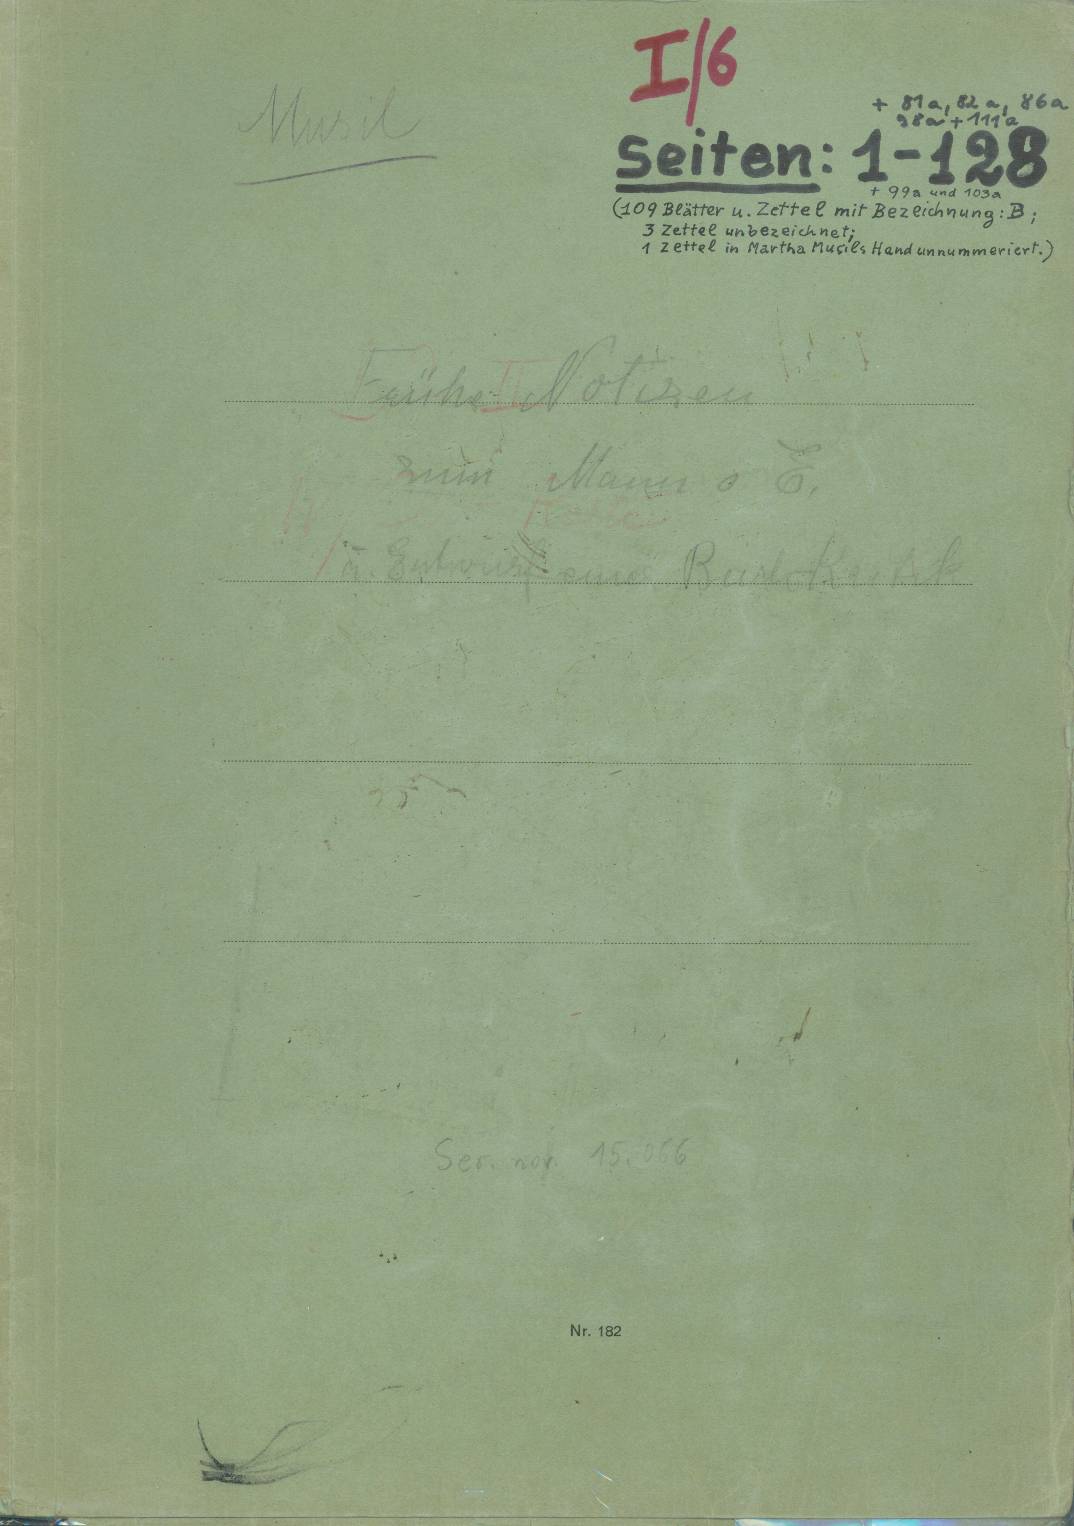 Musil
I/6
+ 81a, 82a, 86a
98a + 111a
Seiten: 1-128
+ 99a und 103a
(109 Blätter u. Zettel mit Bezeichnung: B;
3 Zettel unbezeichnet;
1 Zettel in Martha Musils Hand unnummeriert.)
Frühe Notizen
zum Mann o E.
u. Entwurf eines
Ser. nov. 15.066
Nr. 182